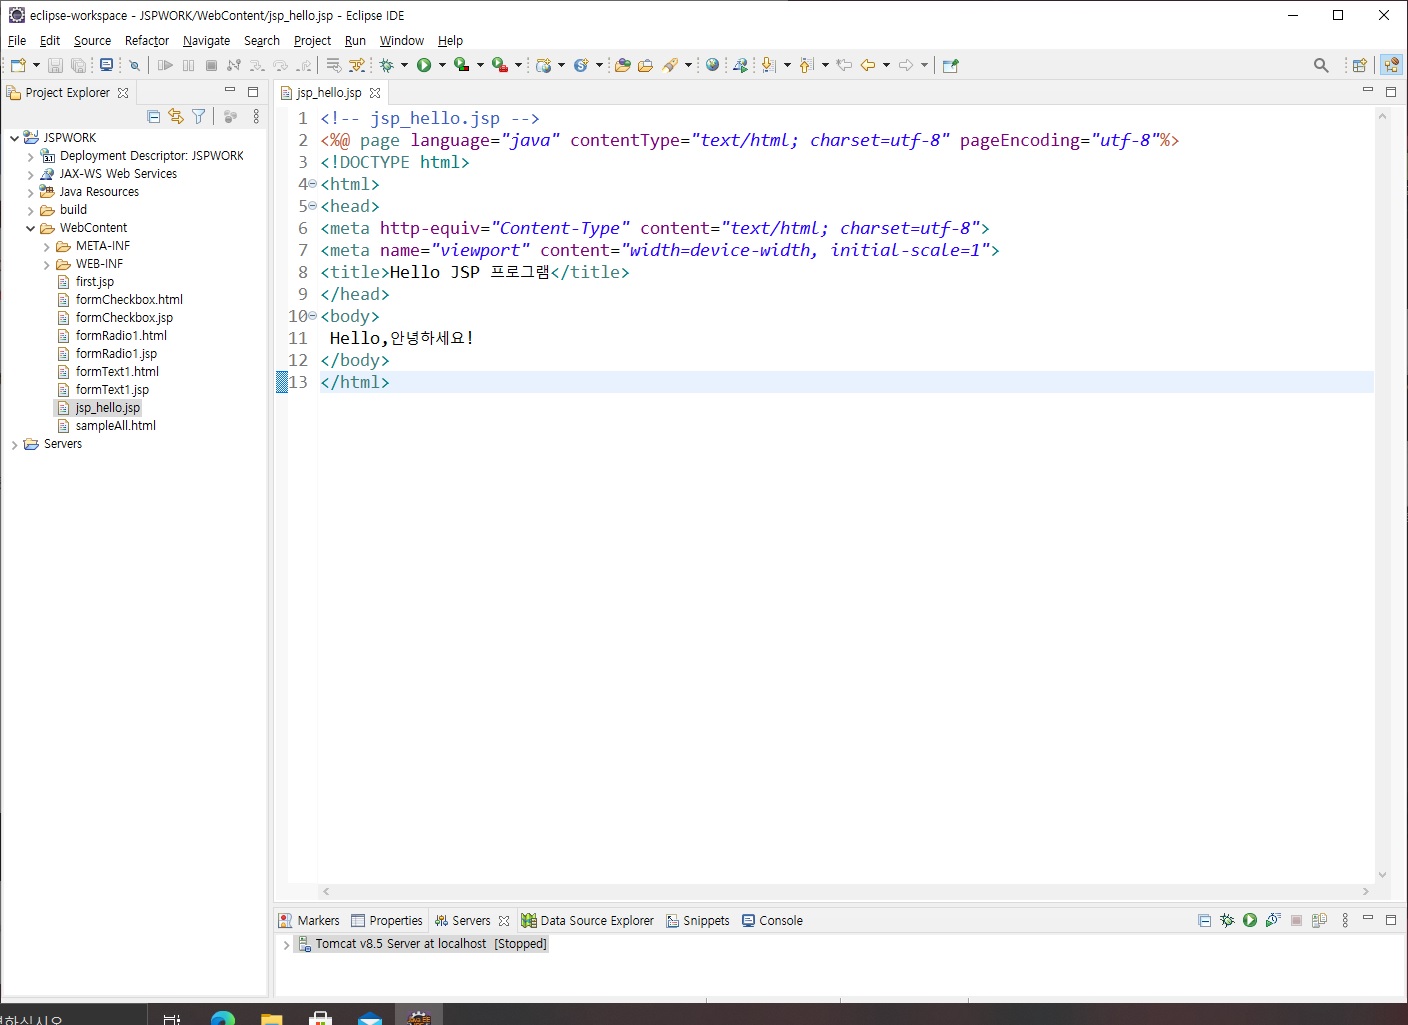 eclipse-workspace - JSPWORK/WebContent/jsp_hello.jsp - Eclipse IDE
File Edit Source Refactor Navigate Search Project Run Window Help
Project Explorer
JSPWORK
Deployment Descriptor: JSPWORK
JAX-WS Web Services
Java Resources
build
WebContent
META-INF
WEB-INF
first.jsp
formCheckbox.html
formCheckbox.jsp
formRadio1.html
formRadio1.jsp
formText1.html
formText1.jsp
jsp_hello.jsp
sampleAll.html
Servers
jsp_hello.jsp
1 <!-- jsp_hello.jsp -->
2 <%@ page language="java" contentType="text/html; charset=utf-8" pageEncoding="utf-8"%>
3 <!DOCTYPE html>
4 <html>
5 <head>
6 <meta http-equiv="Content-Type" content="text/html; charset=utf-8">
7 <meta name="viewport" content="width=device-width, initial-scale=1">
8 <title>Hello JSP 프로그램</title>
9 </head>
10 <body>
11 Hello,안녕하세요!
12 </body>
13 </html>
Markers Properties Servers Data Source Explorer Snippets Console
Tomcat v8.5 Server at localhost [Stopped]